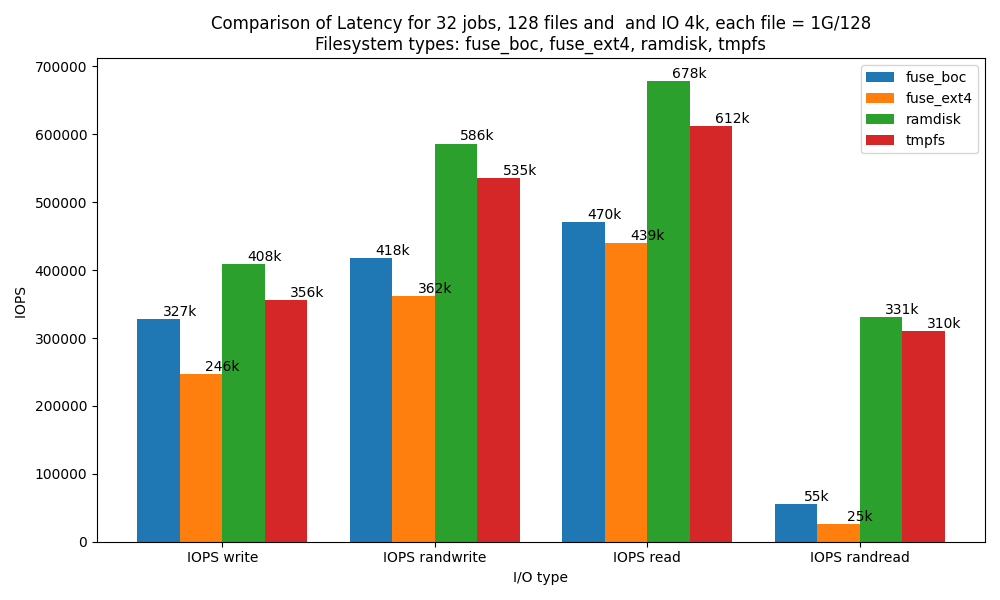 Comparison of Latency for 32 jobs, 128 files and  and IO 4k, each file = 1G/128
Filesystem types: fuse_boc, fuse_ext4, ramdisk, tmpfs
fuse_boc
fuse_ext4
ramdisk
tmpfs
IOPS
700000
600000
500000
400000
300000
200000
100000
0
327k
246k
408k
356k
418k
362k
586k
535k
470k
439k
678k
612k
55k
25k
331k
310k
IOPS write
IOPS randwrite
IOPS read
IOPS randread
I/O type